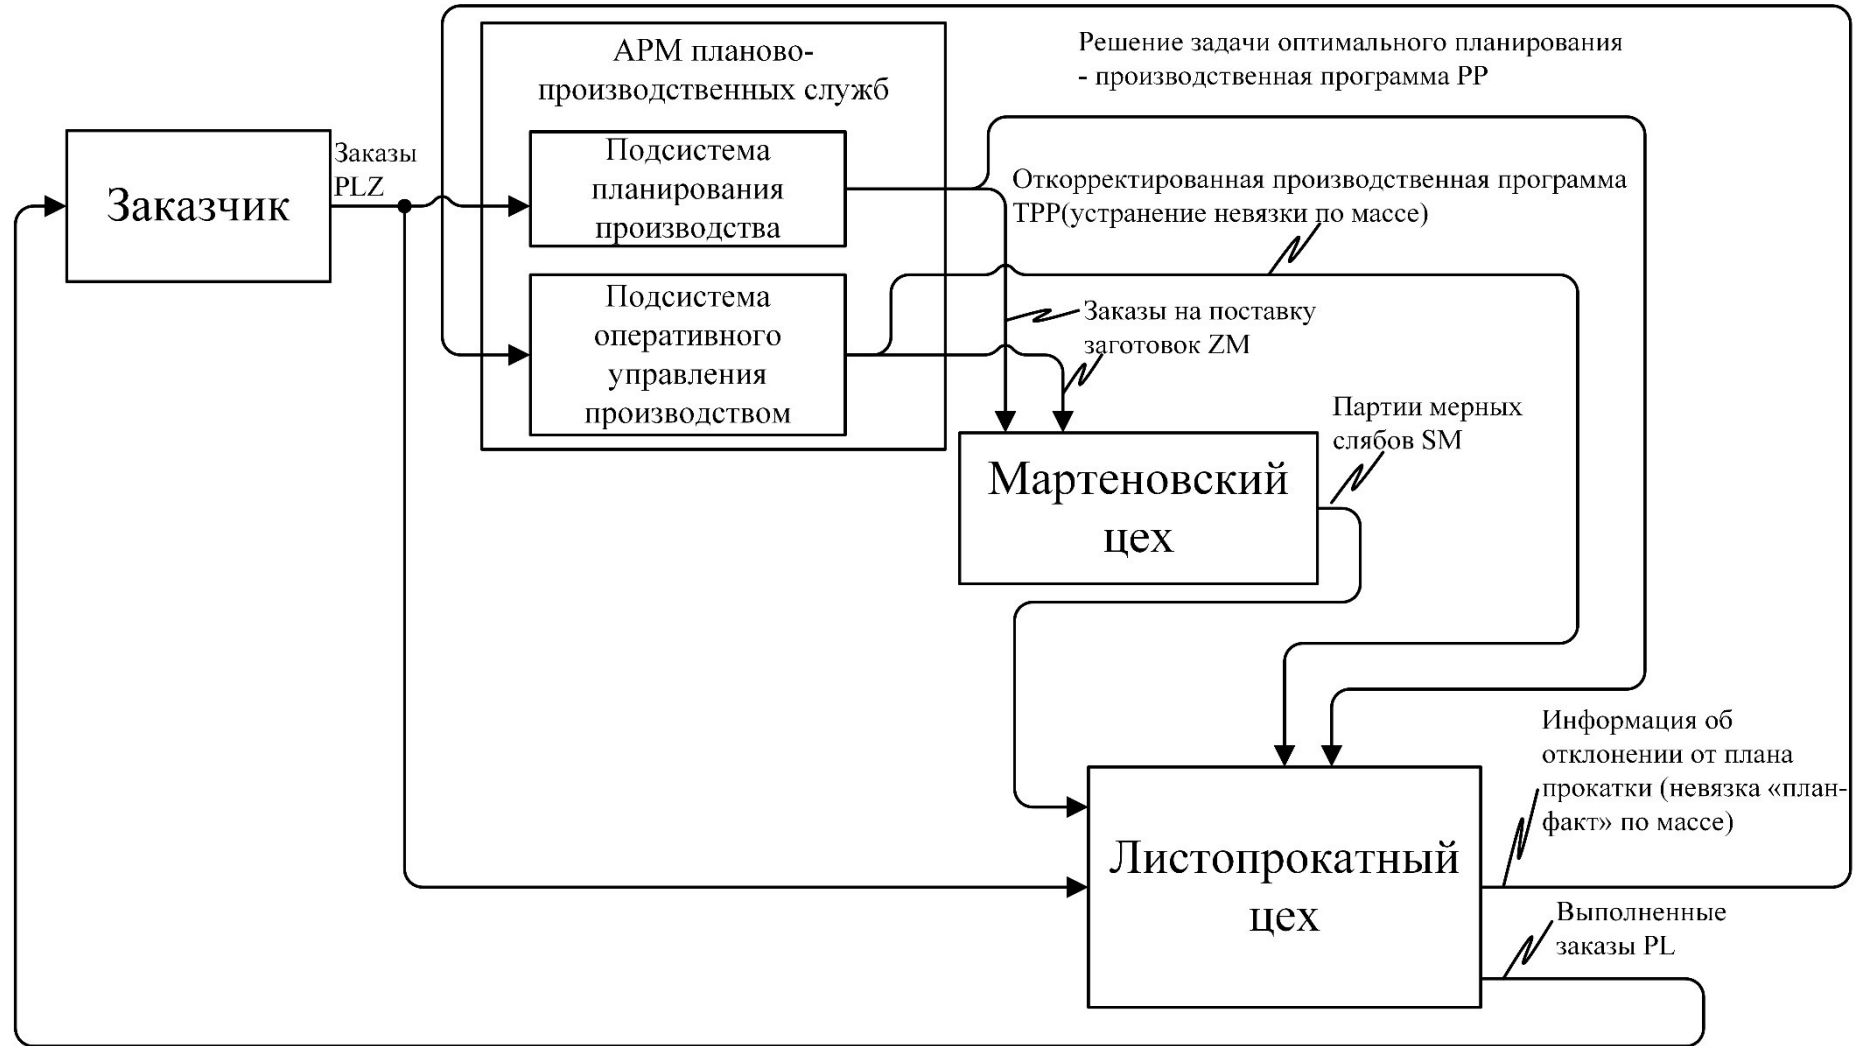 АРМ планово-
производственных служб
Решение задачи оптимального планирования
- производственная программа PP
Заказчик
Заказы
PLZ
Подсистема
планирования
производства
Откорректированная производственная программа
TPP(устранение невязки по массе)
Подсистема
оперативного
управления
производством
Заказы на поставку
заготовок ZM
Партии мерных
слябов SM
Мартеновский
цех
Информация об
отклонении от плана
прокатки (невязка «план-
факт» по массе)
Листопрокатный
цех
Выполненные
заказы PL